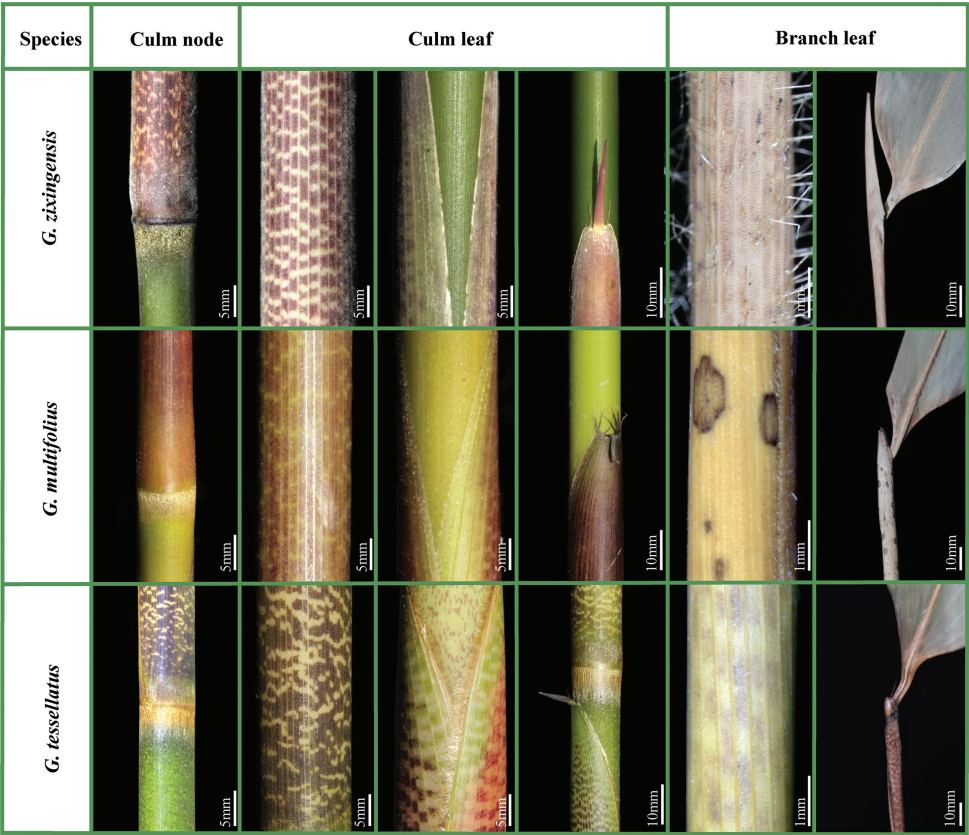 Species Culm node Culm leaf Branch leaf
G. zixingensis
5mm 5mm 5mm 10mm 1mm 10mm
G. multifolius
5mm 5mm 5mm 10mm 1mm 10mm
G. tessellatus
5mm 5mm 5mm 10mm 1mm 10mm